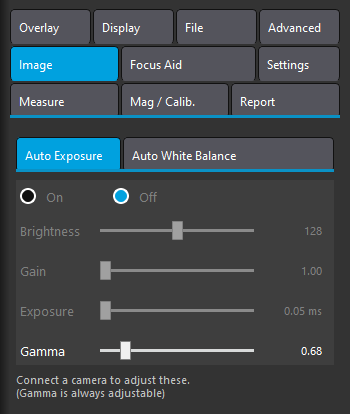 Overlay Display File Advanced
Image Focus Aid Settings
Measure Mag / Calib. Report
Auto Exposure Auto White Balance
On Off
Brightness 128
Gain 1.00
Exposure 0.05 ms
Gamma 0.68
Connect a camera to adjust these.
(Gamma is always adjustable)